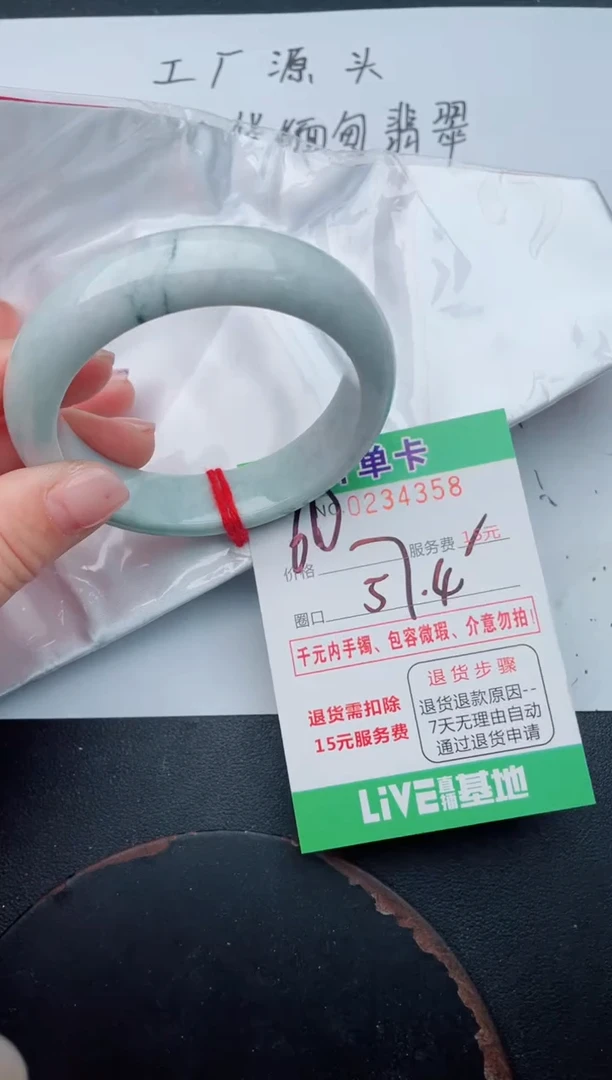 工厂源头
缅甸翡翠
单卡
NO.0234358
价格 服务费 15元
圈口 57.4
千元内手镯、包容微瑕、介意勿拍!
退货需扣除
15元服务费
退货步骤
退货退款原因--
7天无理由自动
通过退货申请
LiVE直播基地